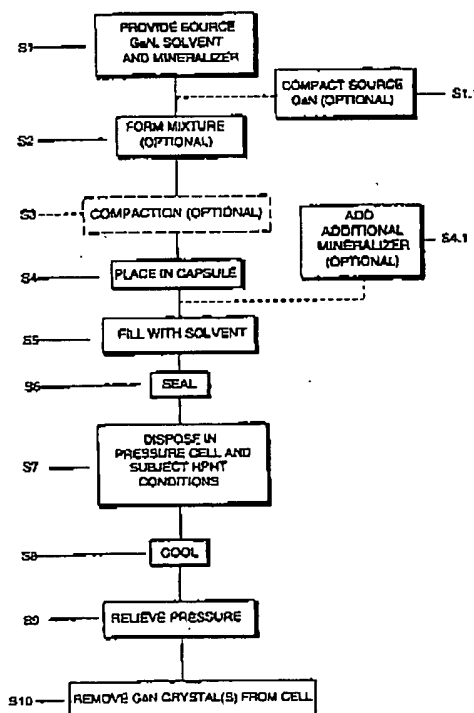 PROVIDE SOURCE
S1
GaN, SOLVENT
AND MINERALIZER
COMPACT SOURCE
GaN (OPTIONAL)
S1.1
FORM MIXTURE
(OPTIONAL)
S2
S3
COMPACTION (OPTIONAL)
ADD
ADDITIONAL
MINERALIZER
(OPTIONAL)
S4.1
S4
PLACE IN CAPSULE
S5
FILL WITH SOLVENT
S6
SEAL
DISPOSE IN
PRESSURE CELL AND
SUBJECT HPHT
CONDITIONS
S7
S8
COOL
S9
RELIEVE PRESSURE
S10
REMOVE GaN CRYSTAL(S) FROM CELL